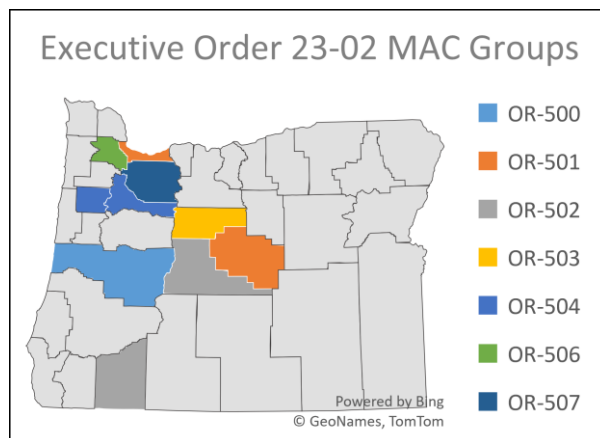 Executive Order 23-02 MAC Groups
OR-500
OR-501
OR-502
OR-503
OR-504
OR-506
OR-507
Powered by Bing
© GeoNames, TomTom